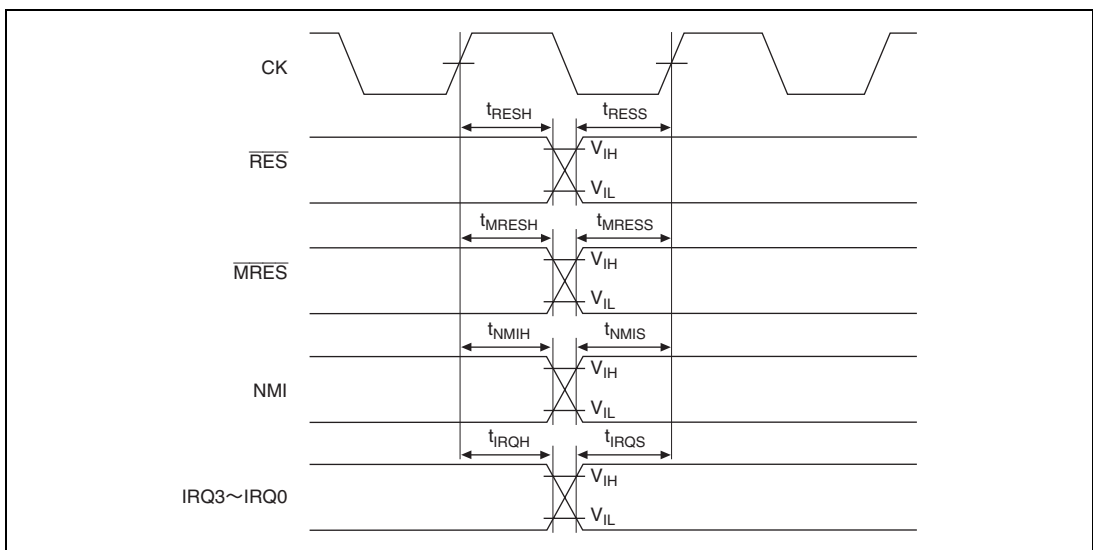 CK
tRESH tRESS
RES
VIH
VIL
tMRESH tMRESS
MRES
VIH
VIL
tNMIH tNMIS
NMI
VIH
VIL
tIRQH tIRQS
IRQ3～IRQ0
VIH
VIL